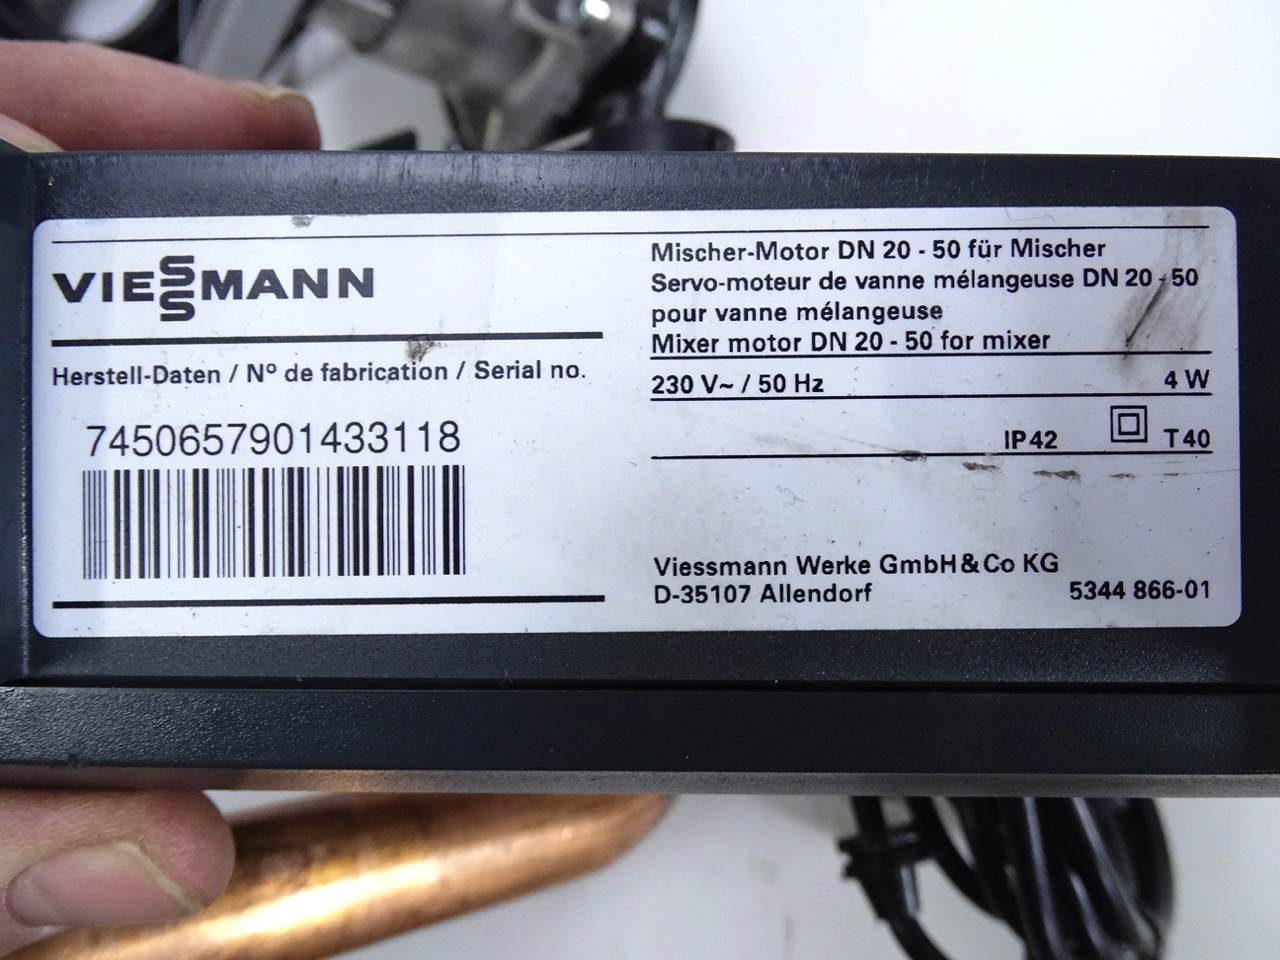 VIESSMANN
Herstell-Daten / Nº de fabrication / Serial no.
7450657901433118
Mischer-Motor DN 20 - 50 für Mischer
Servo-moteur de vanne mélangeuse DN 20 - 50
pour vanne mélangeuse
Mixer motor DN 20 - 50 for mixer
230 V~ / 50 Hz 4 W
IP42 T40
Viessmann Werke GmbH & Co KG
D-35107 Allendorf 5344 866-01